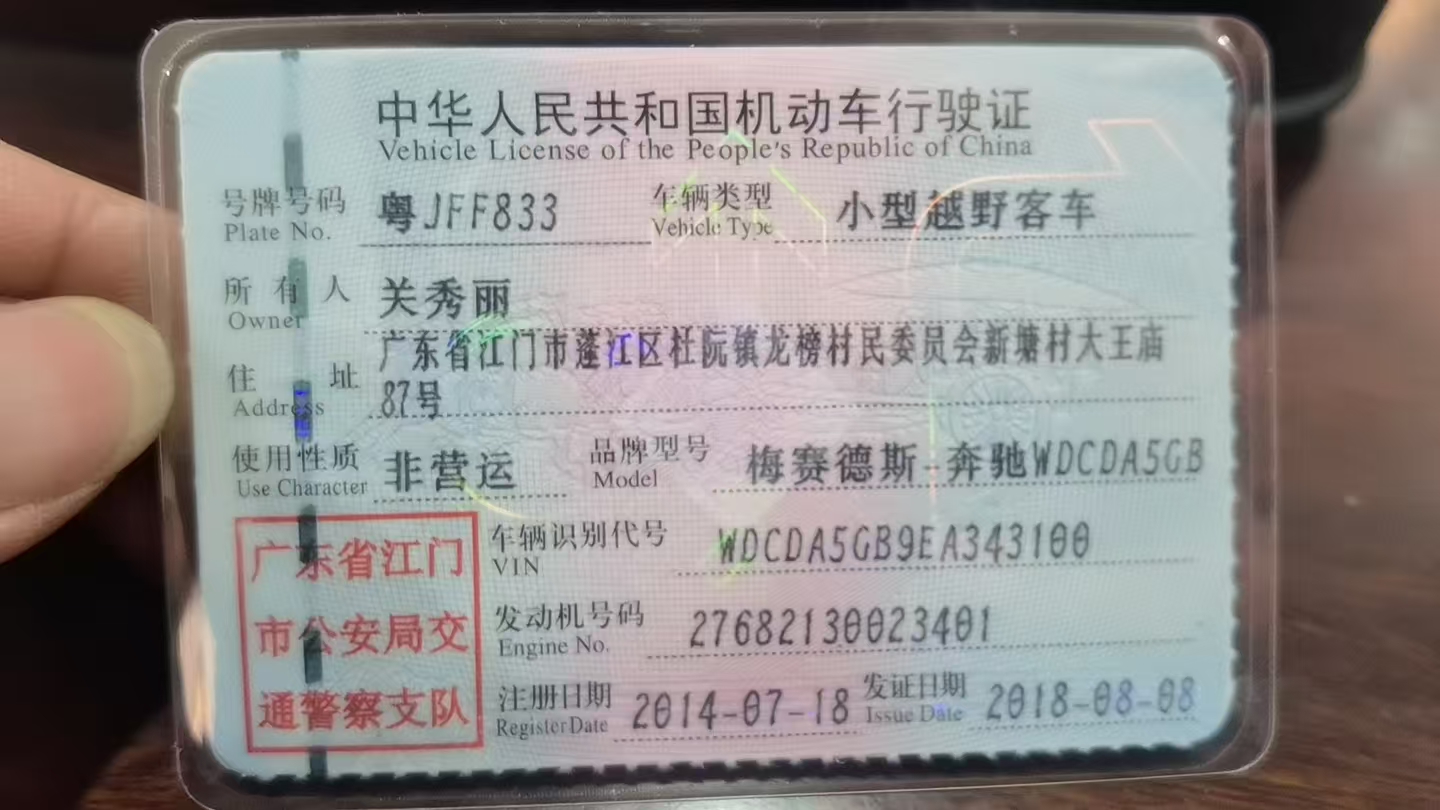 中华人民共和国机动车行驶证
Vehicle License of the People's Republic of China
号牌号码 粤JFF833 车辆类型 小型越野客车
Plate No. Vehicle Type
所有人 关秀丽
Owner
广东省江门市蓬江区杜阮镇龙榜村民委员会新塘村大王庙
住址 87号
Address
使用性质 非营运 品牌型号 梅赛德斯-奔驰WDCDA5GB
Use Character Model
广东省江门 车辆识别代号 WDCDA5GB9EA343100
VIN
市公安局交 发动机号码 27682130023401
Engine No.
通警察支队 注册日期 2014-07-18 发证日期 2018-08-08
Register Date Issue Date